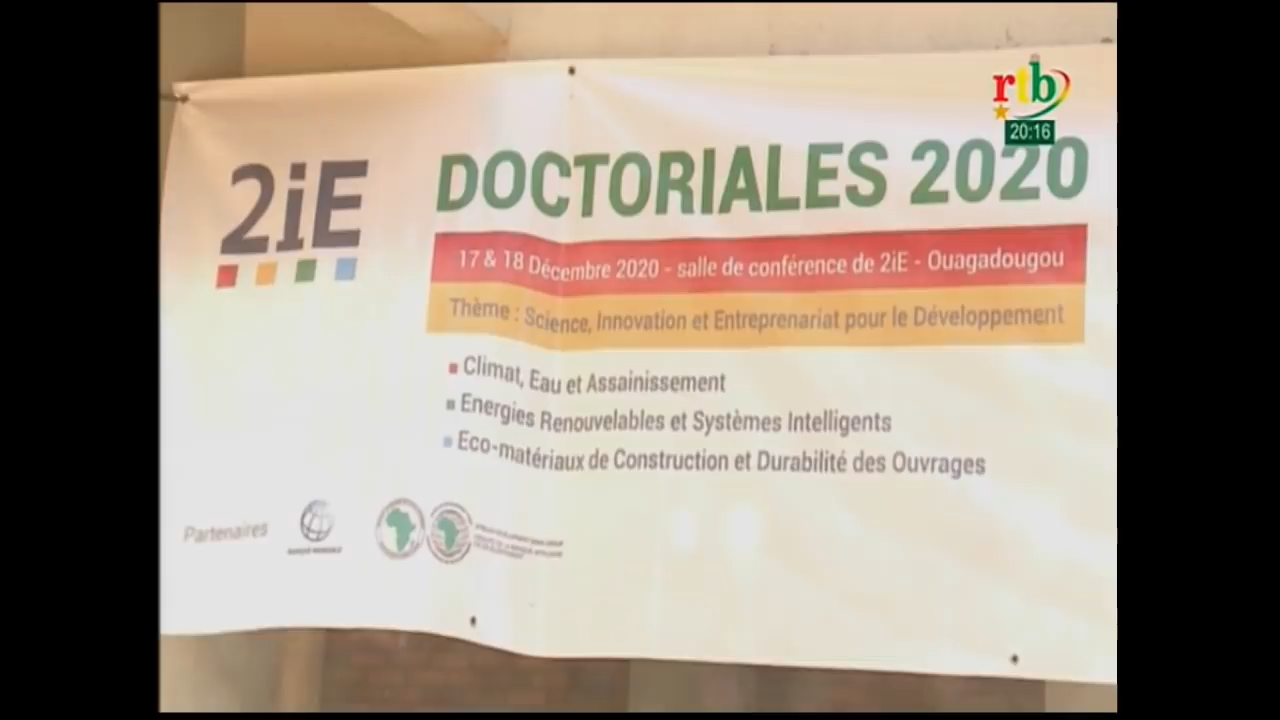 rtb
20:16
2iE
DOCTORIALES 2020
17 & 18 Décembre 2020 - salle de conférence de 2iE - Ouagadougou
Thème : Science, Innovation et Entreprenariat pour le Développement
Climat, Eau et Assainissement
Energies Renouvelables et Systèmes Intelligents
Eco-matériaux de Construction et Durabilité des Ouvrages
Partenaires
BANQUE MONDIALE